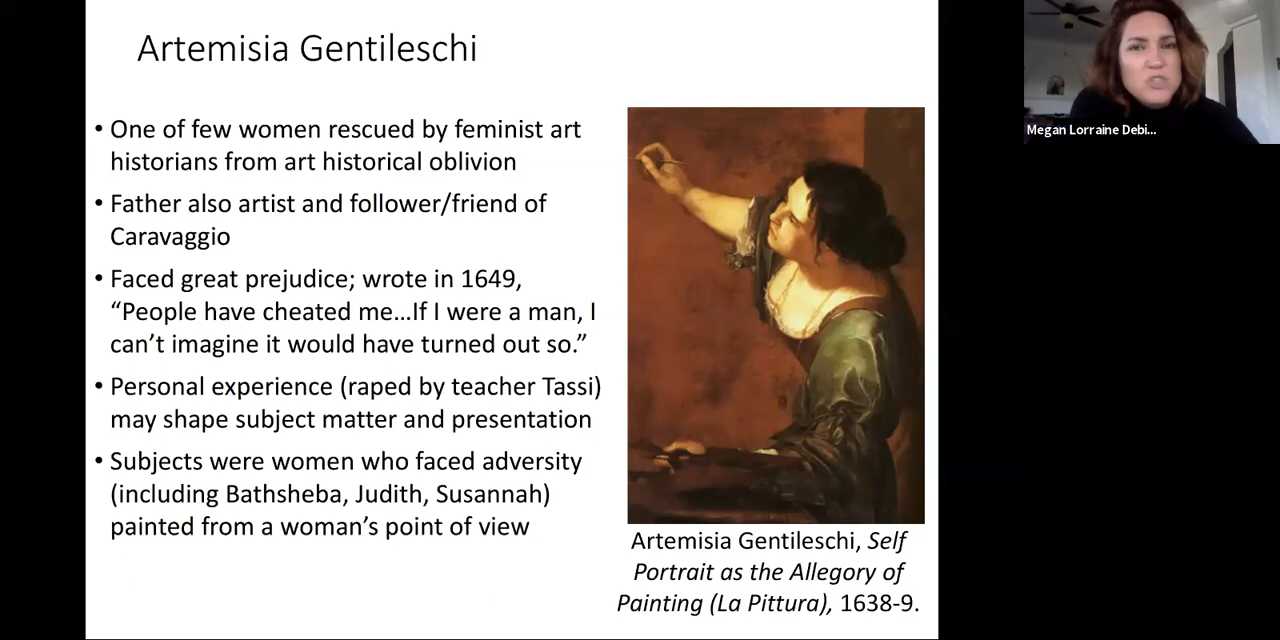 Artemisia Gentileschi
• One of few women rescued by feminist art
historians from art historical oblivion
• Father also artist and follower/friend of
Caravaggio
• Faced great prejudice; wrote in 1649,
“People have cheated me…If I were a man, I
can’t imagine it would have turned out so.”
• Personal experience (raped by teacher Tassi)
may shape subject matter and presentation
• Subjects were women who faced adversity
(including Bathsheba, Judith, Susannah)
painted from a woman’s point of view
Artemisia Gentileschi, Self
Portrait as the Allegory of
Painting (La Pittura), 1638-9.
Megan Lorraine Debi...